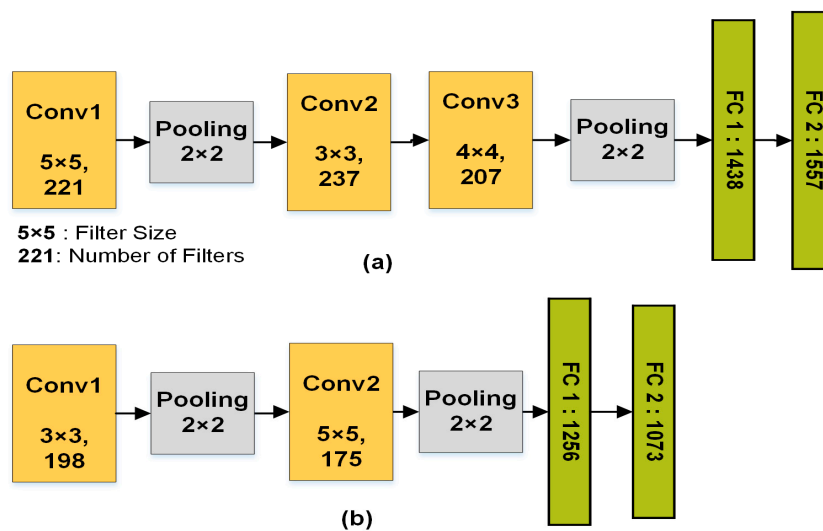 Conv1
5×5,
221
Pooling
2×2
Conv2
3×3,
237
Conv3
4×4,
207
Pooling
2×2
FC 1 : 1438
FC 2 : 1557
5×5 : Filter Size
221: Number of Filters
(a)
Conv1
3×3,
198
Pooling
2×2
Conv2
5×5,
175
Pooling
2×2
FC 1 : 1256
FC 2 : 1073
(b)